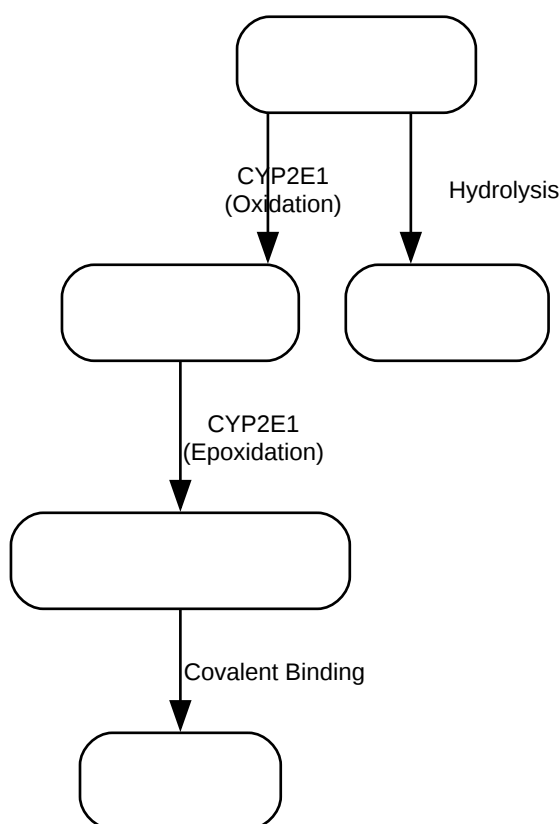 CYP2E1
(Oxidation)
Hydrolysis
CYP2E1
(Epoxidation)
Covalent Binding